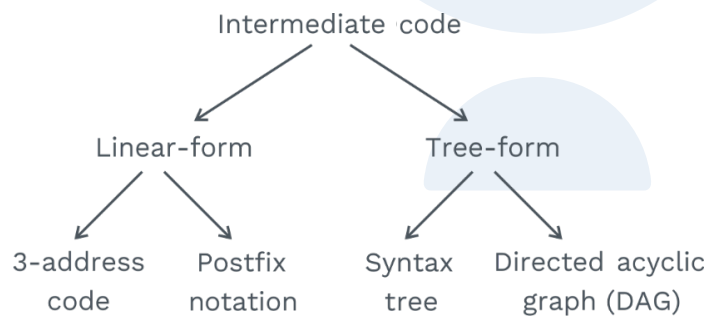 Intermediate code
Linear-form
Tree-form
3-address
code
Postfix
notation
Syntax
tree
Directed acyclic
graph (DAG)